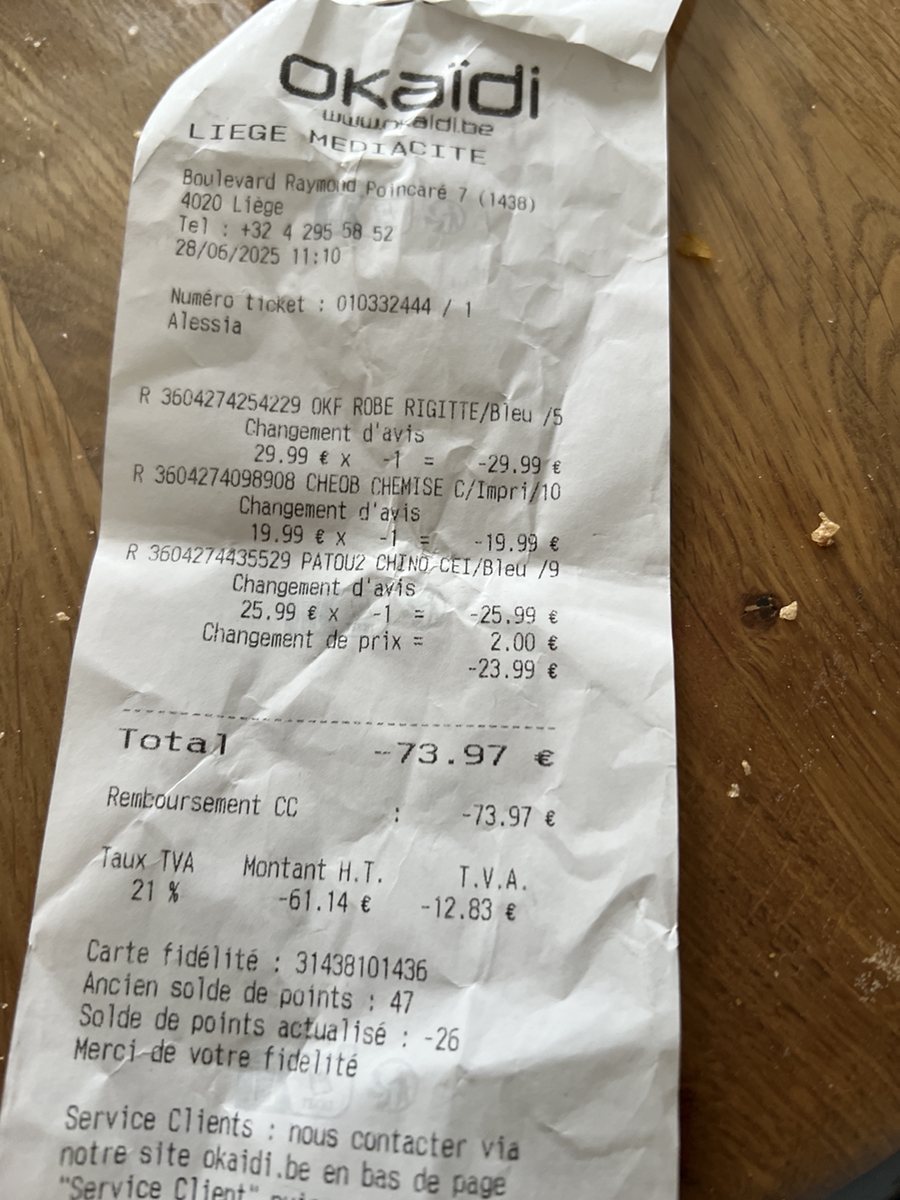 Okaïdi
www.okaidi.be
LIEGE MEDIACITE
Boulevard Raymond Poincaré 7 (1438)
4020 Liège
Tel : +32 4 295 58 52
28/06/2025 11:10
Numéro ticket : 010332444 / 1
Alessia
R 3604274254229 OKF ROBE RIGITTE/Bleu /5
Changement d'avis
29.99 € x -1 = -29.99 €
R 3604274098908 CHEOB CHEMISE C/Impri/10
Changement d'avis
19.99 € x -1 = -19.99 €
R 3604274435529 PATOU2 CHINO CEI/Bleu /9
Changement d'avis
25.99 € x -1 = -25.99 €
Changement de prix = 2.00 €
-23.99 €
Total -73.97 €
Remboursement CC : -73.97 €
Taux TVA Montant H.T. T.V.A.
21 % -61.14 € -12.83 €
Carte fidélité : 31438101436
Ancien solde de points : 47
Solde de points actualisé : -26
Merci de votre fidelité
Service Clients : nous contacter via
notre site okaidi.be en bas de page
"Service Client"